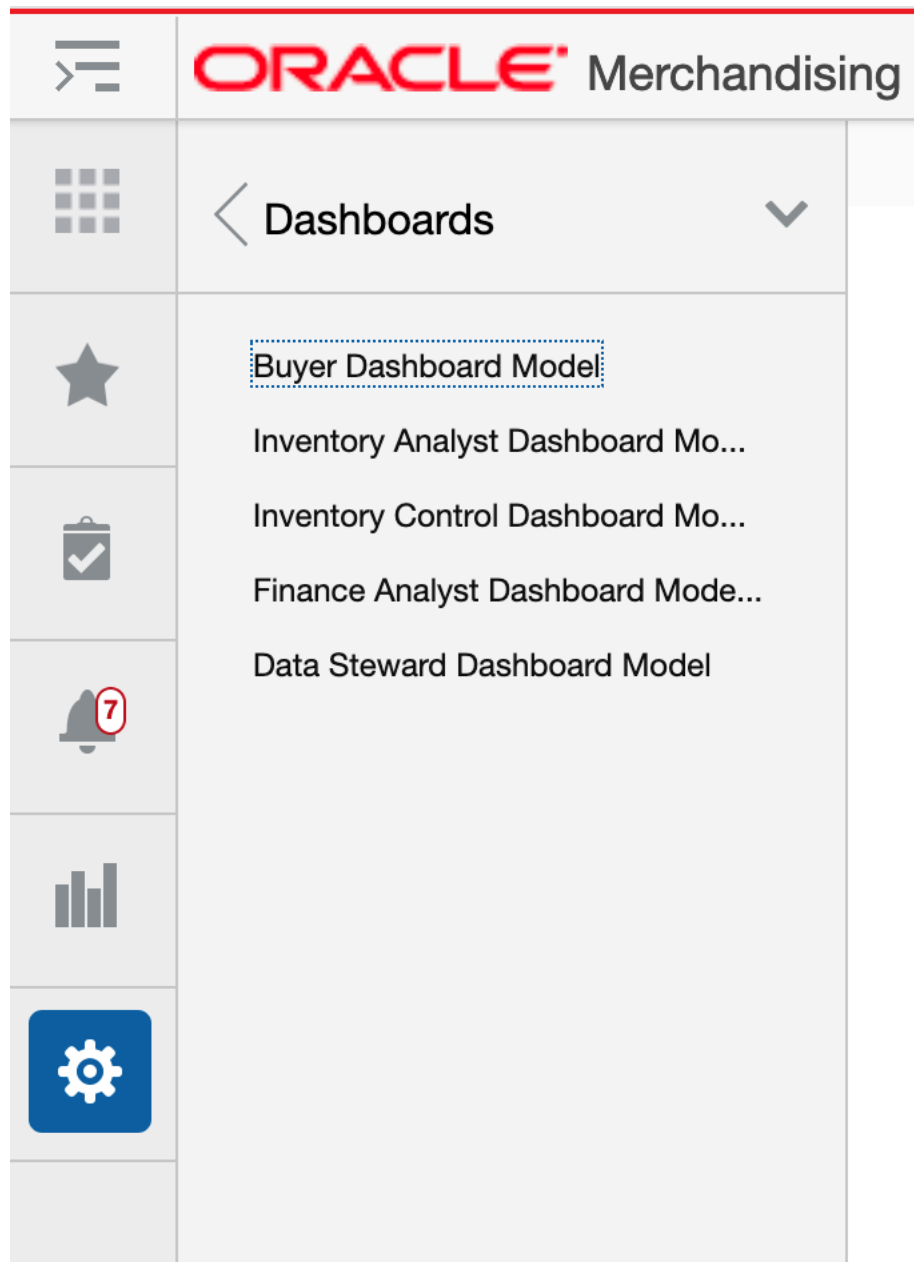 ORACLE Merchandising
Dashboards
Buyer Dashboard Model
Inventory Analyst Dashboard Mo...
Inventory Control Dashboard Mo...
Finance Analyst Dashboard Mode...
Data Steward Dashboard Model
7